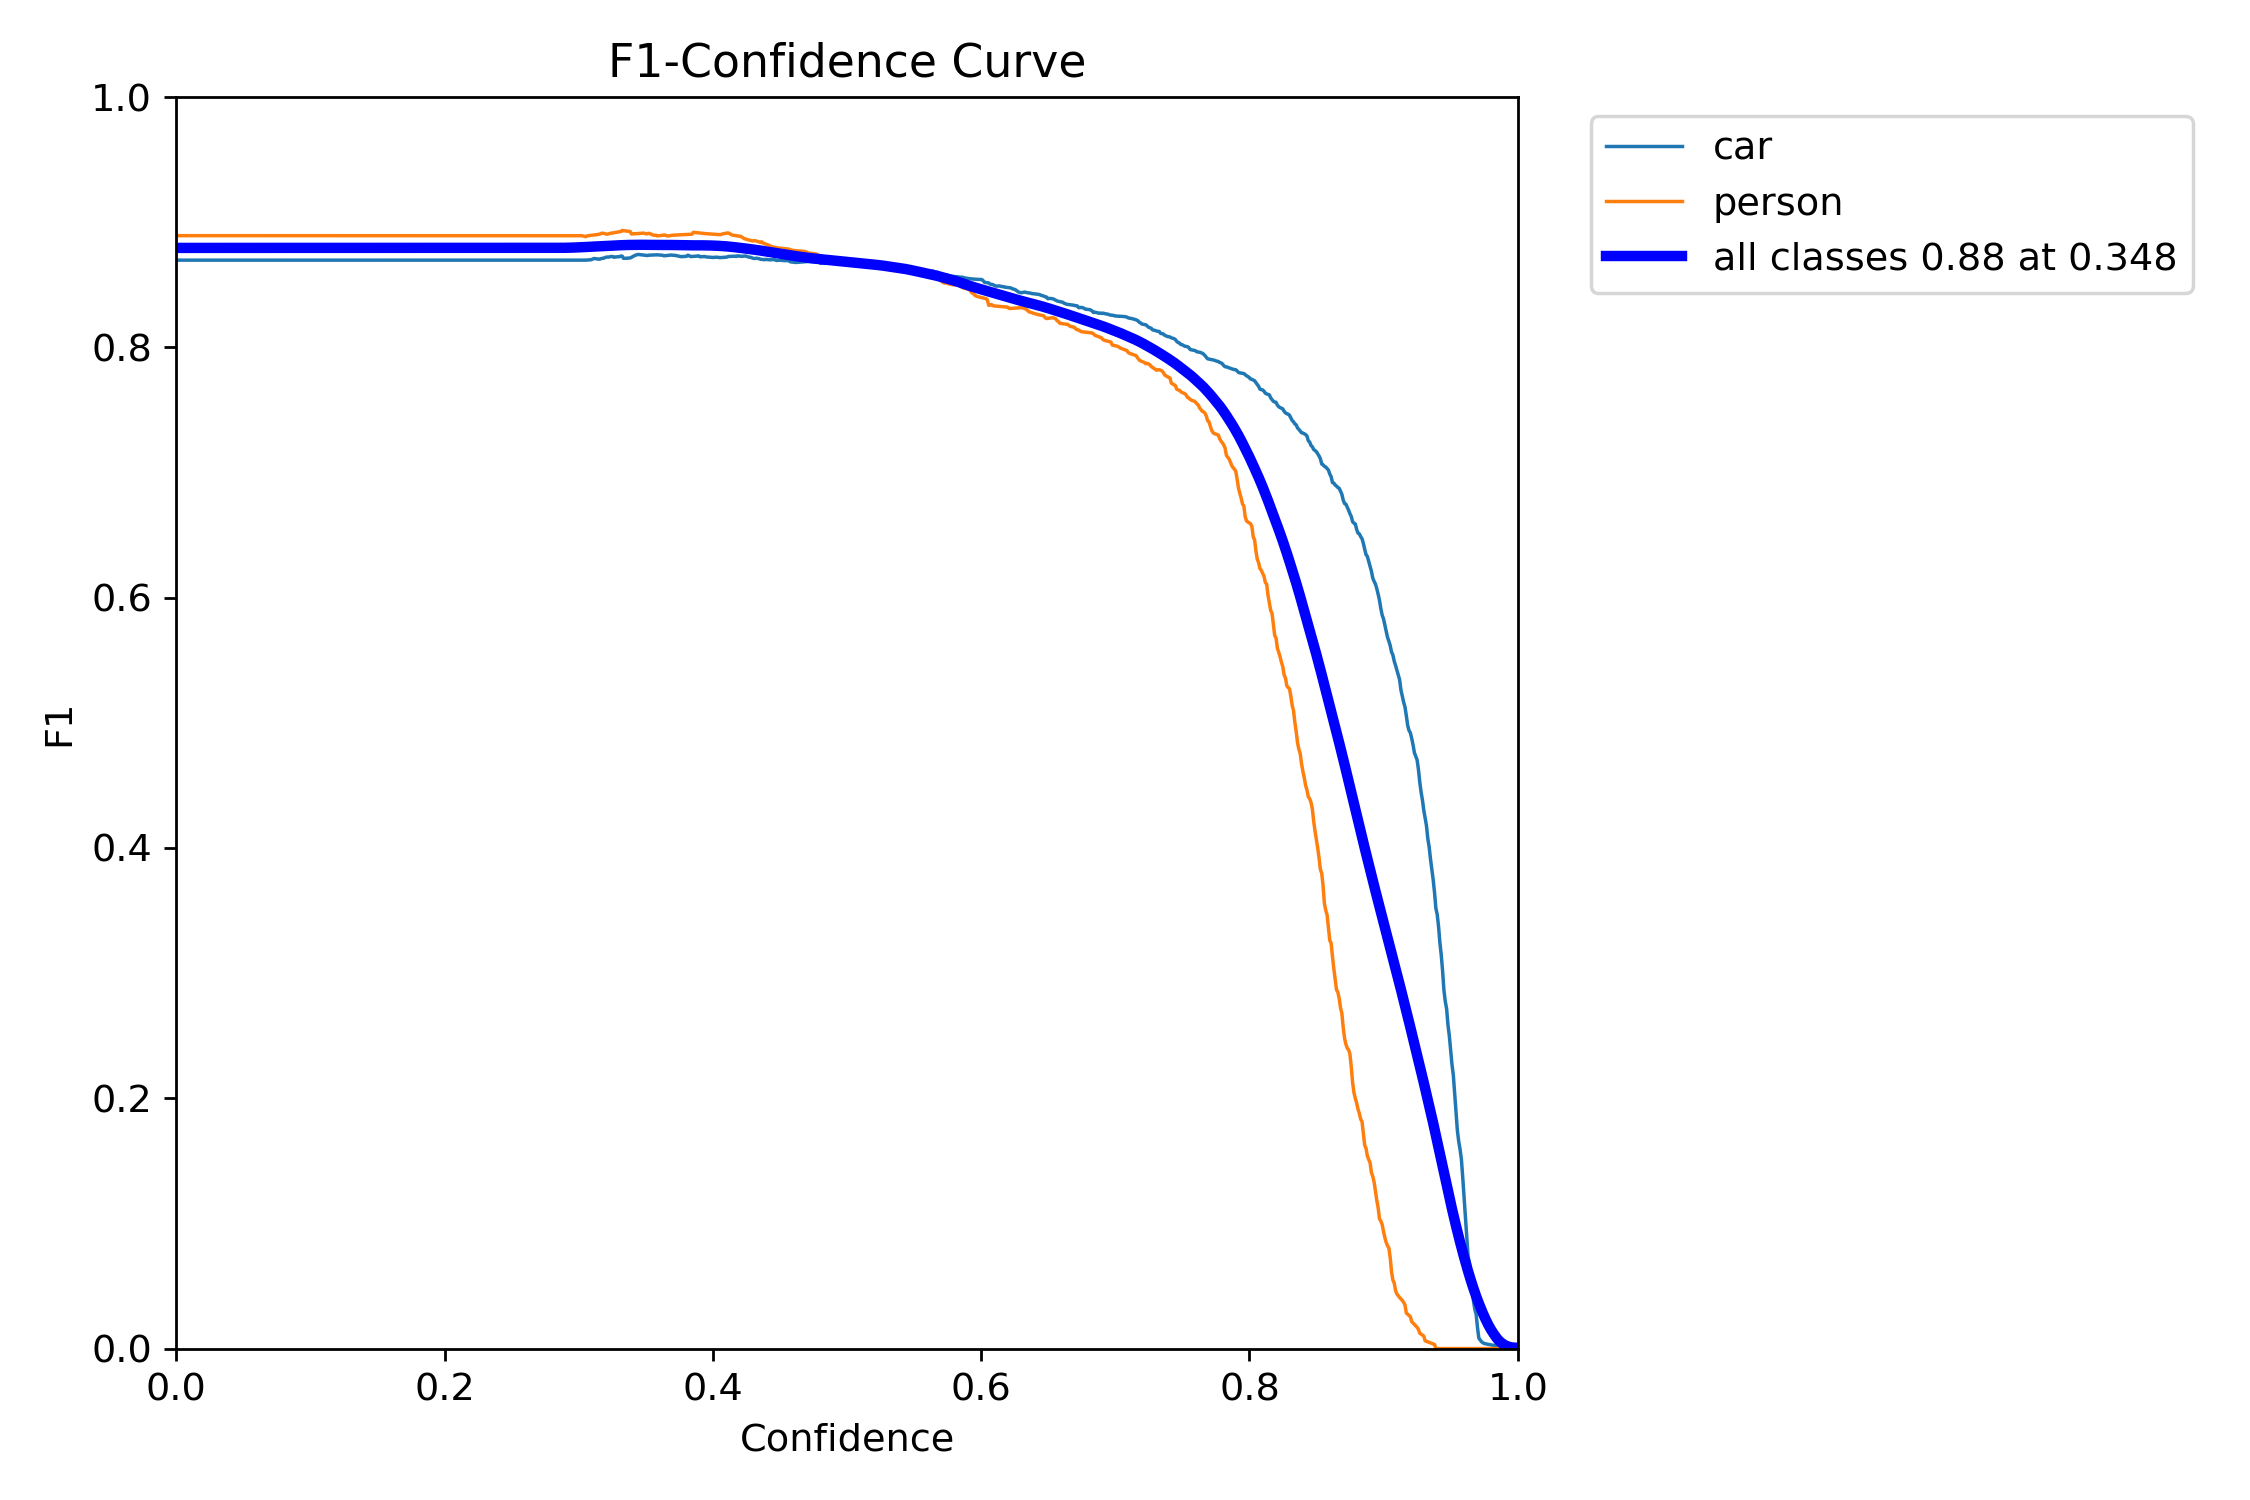 F1-Confidence Curve
1.0
0.8
0.6
0.4
0.2
0.0
F1
0.0 0.2 0.4 0.6 0.8 1.0
Confidence
car
person
all classes 0.88 at 0.348